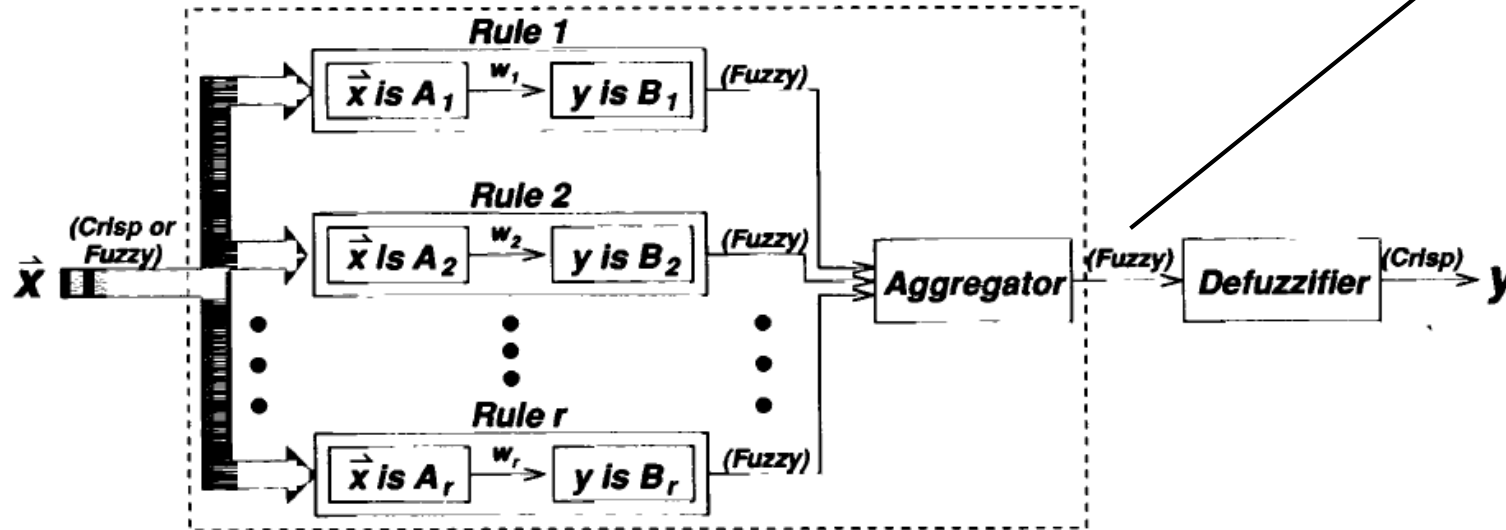 Rule 1
x⃗ is A₁ w₁ y is B₁ (Fuzzy)
Rule 2
(Crisp or
Fuzzy)
x⃗ is A₂ w₂ y is B₂ (Fuzzy)
x⃗ Aggregator (Fuzzy) Defuzzifier (Crisp) y
Rule r
x⃗ is Aᵣ wᵣ y is Bᵣ (Fuzzy)